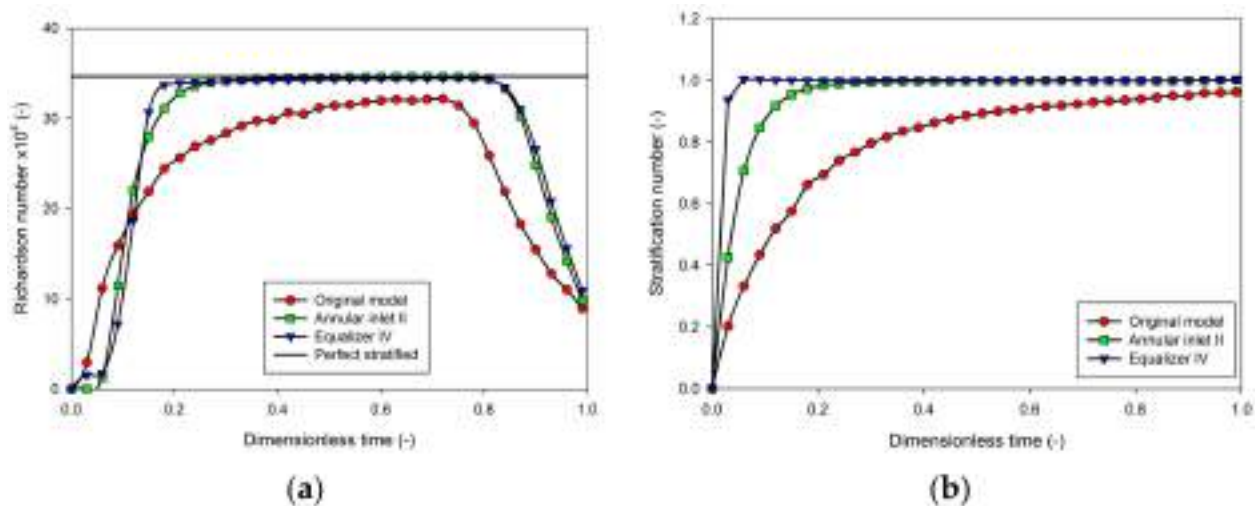 40
30
20
10
0
0.0 0.2 0.4 0.6 0.8 1.0
Richardson number
Dimensionless time (-)
Original model
Annular inlet II
Equalizer IV
Perfect stratified
(a)
1.2
1.0
0.8
0.6
0.4
0.2
0.0
0.0 0.2 0.4 0.6 0.8 1.0
Stratification number (-)
Dimensionless time (-)
Original model
Annular inlet II
Equalizer IV
(b)